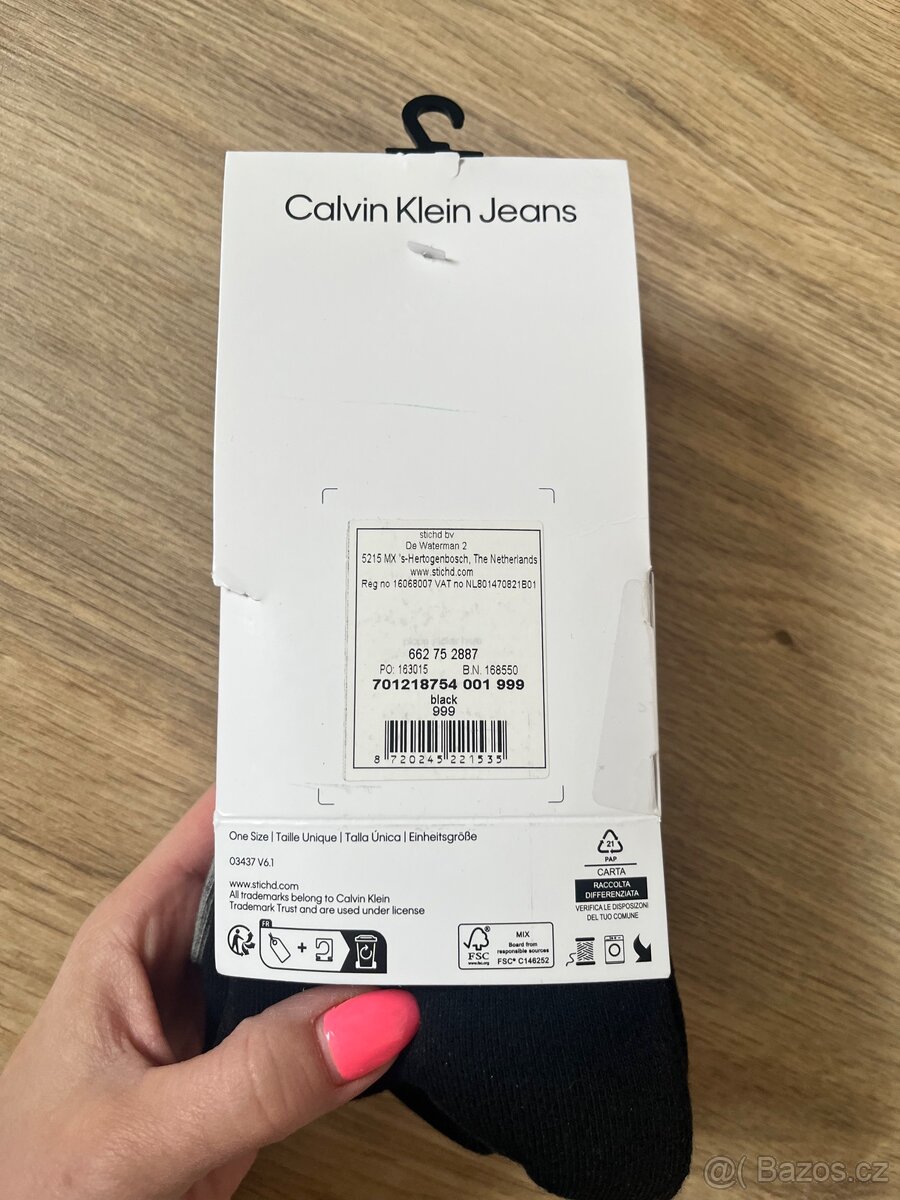 Calvin Klein Jeans
stichd bv
De Waterman 2
5215 MX 's-Hertogenbosch, The Netherlands
www.stichd.com
Reg no 16068007 VAT no NL801470821B01
662 75 2887
PO: 163015 B.N. 168550
701218754 001 999
black
999
8 720245 221535
One Size | Taille Unique | Talla Única | Einheitsgröße
03437 V6.1
www.stichd.com
All trademarks belong to Calvin Klein
Trademark Trust and are used under license
FR
+
21
PAP
CARTA
RACCOLTA
DIFFERENZIATA
VERIFICA LE DISPOSIZONI
DEL TUO COMUNE
FSC
www.fsc.org
MIX
Board from
responsible sources
FSC® C146252
@( Bazos.cz